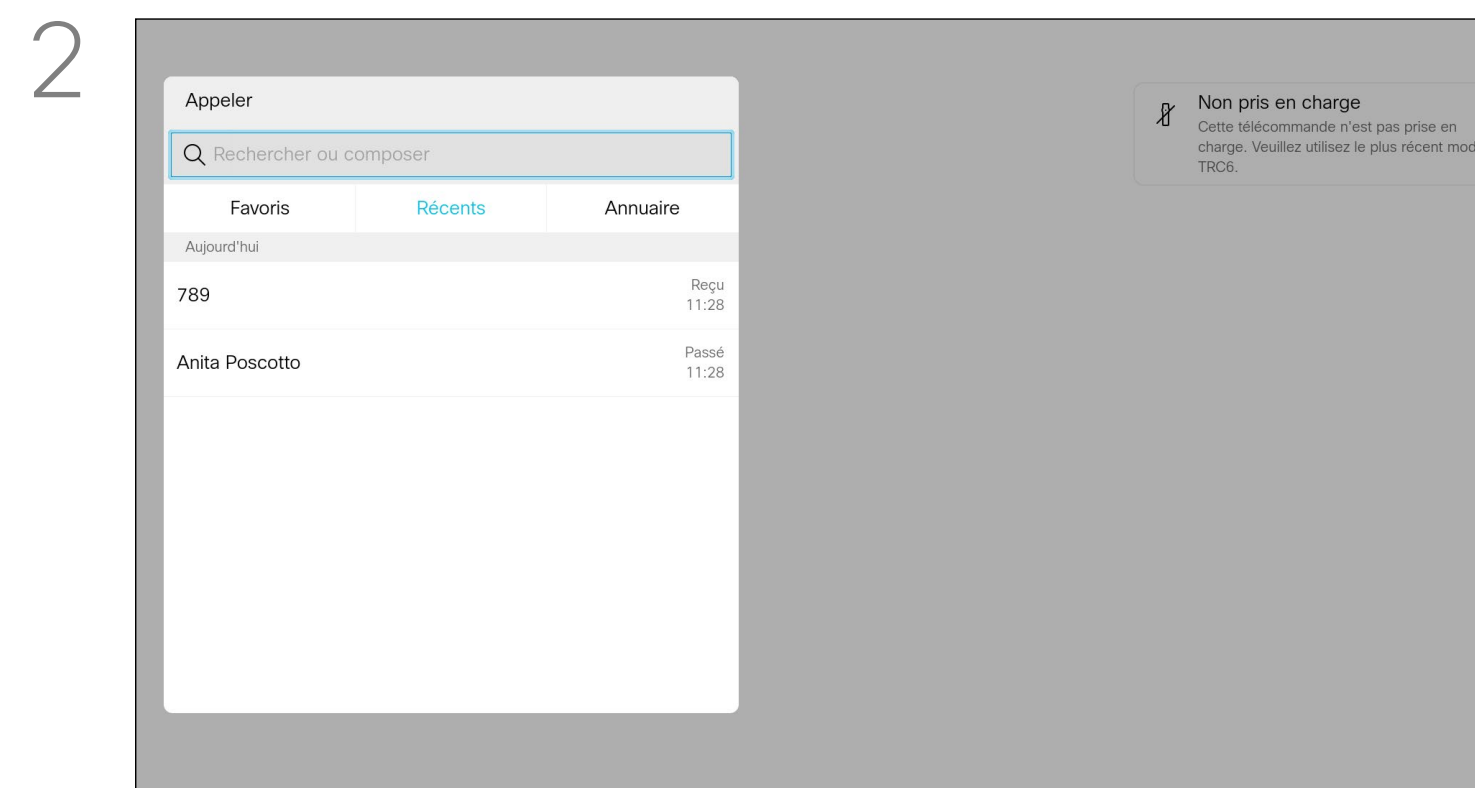 2
Appeler
Rechercher ou composer
Favoris Récents Annuaire
Aujourd'hui
789
Reçu
11:28
Anita Poscotto
Passé
11:28
Non pris en charge
Cette télécommande n'est pas prise en
charge. Veuillez utilisez le plus récent mod
TRC6.